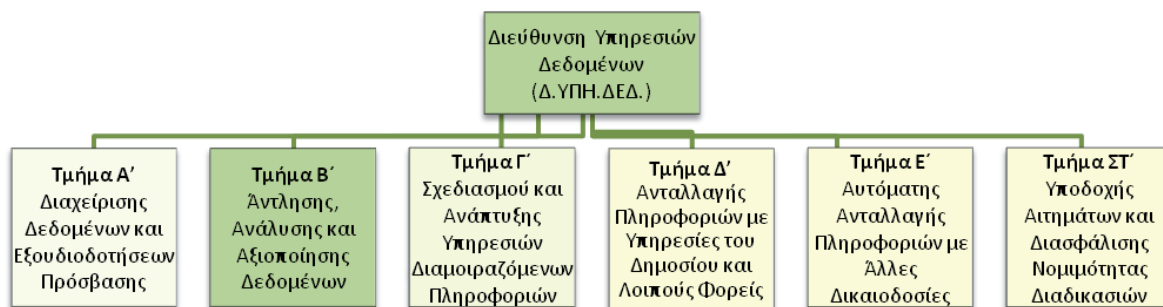 Διεύθυνση Υπηρεσιών
Δεδομένων
(Δ.ΥΠΗ.ΔΕΔ.)
Τμήμα Α’
Διαχείρισης
Δεδομένων και
Εξουδιοδοτήσεων
Πρόσβασης
Τμήμα Β΄
Άντλησης,
Ανάλυσης και
Αξιοποίησης
Δεδομένων
Τμήμα Γ΄
Σχεδιασμού και
Ανάπτυξης
Υπηρεσιών
Διαμοιραζόμενων
Πληροφοριών
Τμήμα Δ’
Ανταλλαγής
Πληροφοριών με
Υπηρεσίες του
Δημοσίου και
Λοιπούς Φορείς
Τμήμα Ε΄
Αυτόματης
Ανταλλαγής
Πληροφοριών με
Άλλες
Δικαιοδοσίες
Τμήμα ΣΤ΄
Υποδοχής
Αιτημάτων και
Διασφάλισης
Νομιμότητας
Διαδικασιών